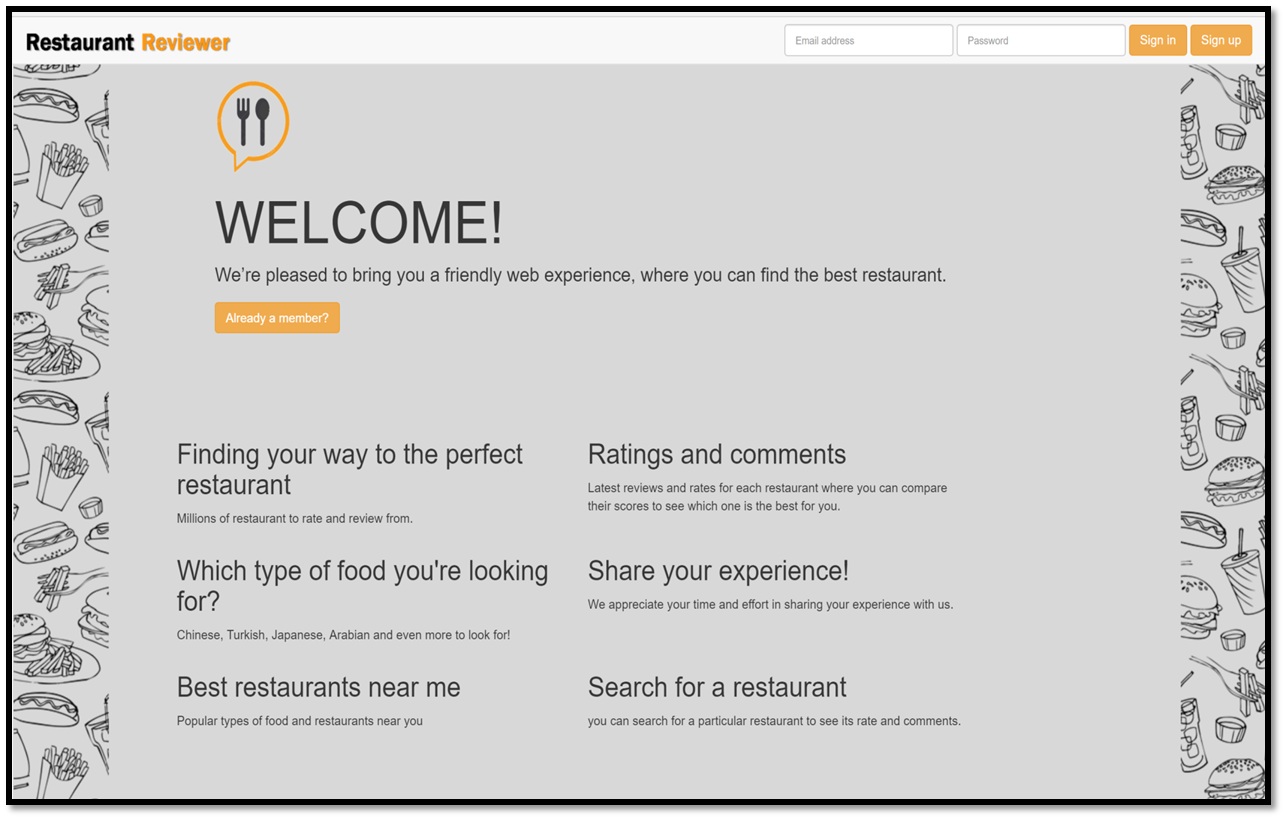 Restaurant Reviewer
Email address
Password
Sign in
Sign up
WELCOME!
We’re pleased to bring you a friendly web experience, where you can find the best restaurant.
Already a member?
Finding your way to the perfect
restaurant
Millions of restaurant to rate and review from.
Ratings and comments
Latest reviews and rates for each restaurant where you can compare
their scores to see which one is the best for you.
Which type of food you're looking
for?
Chinese, Turkish, Japanese, Arabian and even more to look for!
Share your experience!
We appreciate your time and effort in sharing your experience with us.
Best restaurants near me
Popular types of food and restaurants near you
Search for a restaurant
you can search for a particular restaurant to see its rate and comments.